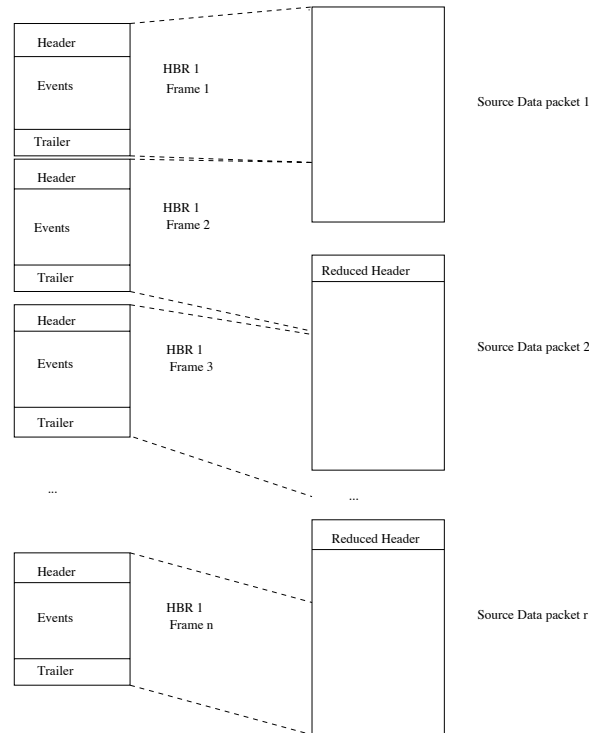 Header
Events
Trailer
HBR 1
Frame 1
Source Data packet 1
Header
Events
Trailer
HBR 1
Frame 2
Reduced Header
Source Data packet 2
Header
Events
Trailer
HBR 1
Frame 3
...
...
Reduced Header
Header
Events
Trailer
HBR 1
Frame n
Source Data packet r